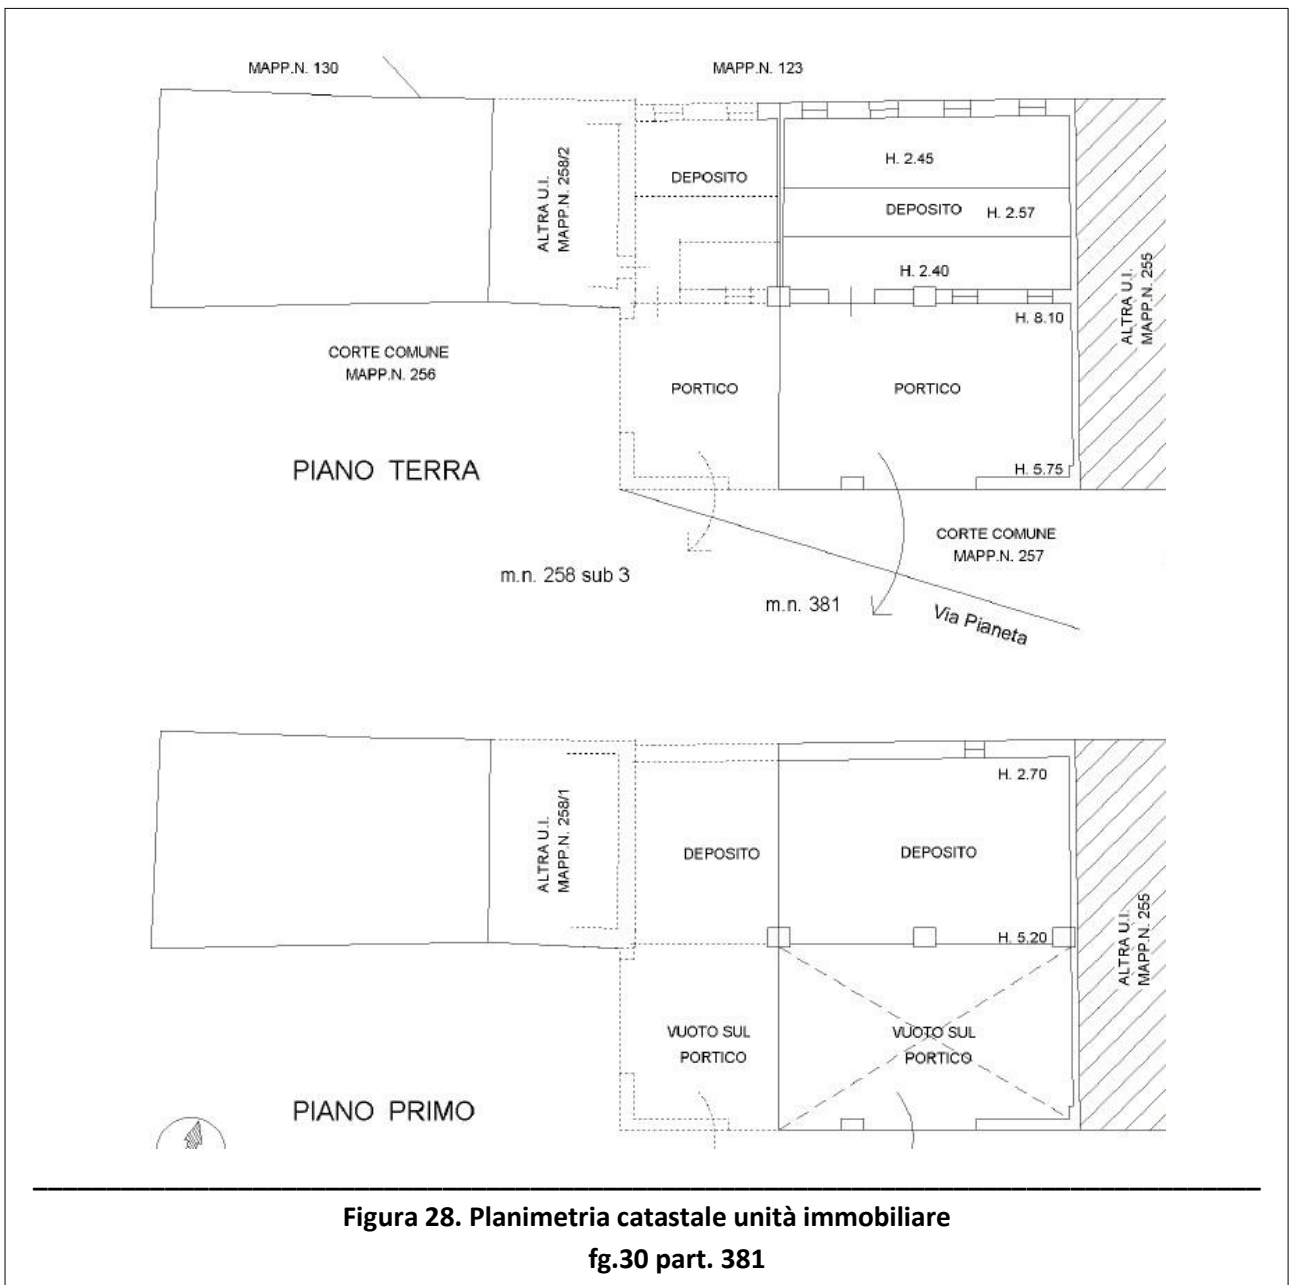 MAPP.N. 130
MAPP.N. 123
ALTRA U.I.
MAPP.N. 258/2
DEPOSITO
H. 2.45
DEPOSITO
H. 2.57
H. 2.40
H. 8.10
ALTRA U.I.
MAPP.N. 255
CORTE COMUNE
MAPP.N. 256
PORTICO
PORTICO
PIANO TERRA
H. 5.75
CORTE COMUNE
MAPP.N. 257
m.n. 258 sub 3
m.n. 381
Via Pianeta
ALTRA U.I.
MAPP.N. 258/1
H. 2.70
DEPOSITO
DEPOSITO
H. 5.20
ALTRA U.I.
MAPP.N. 255
VUOTO SUL
PORTICO
VUOTO SUL
PORTICO
PIANO PRIMO
Figura 28. Planimetria catastale unità immobiliare
fg.30 part. 381